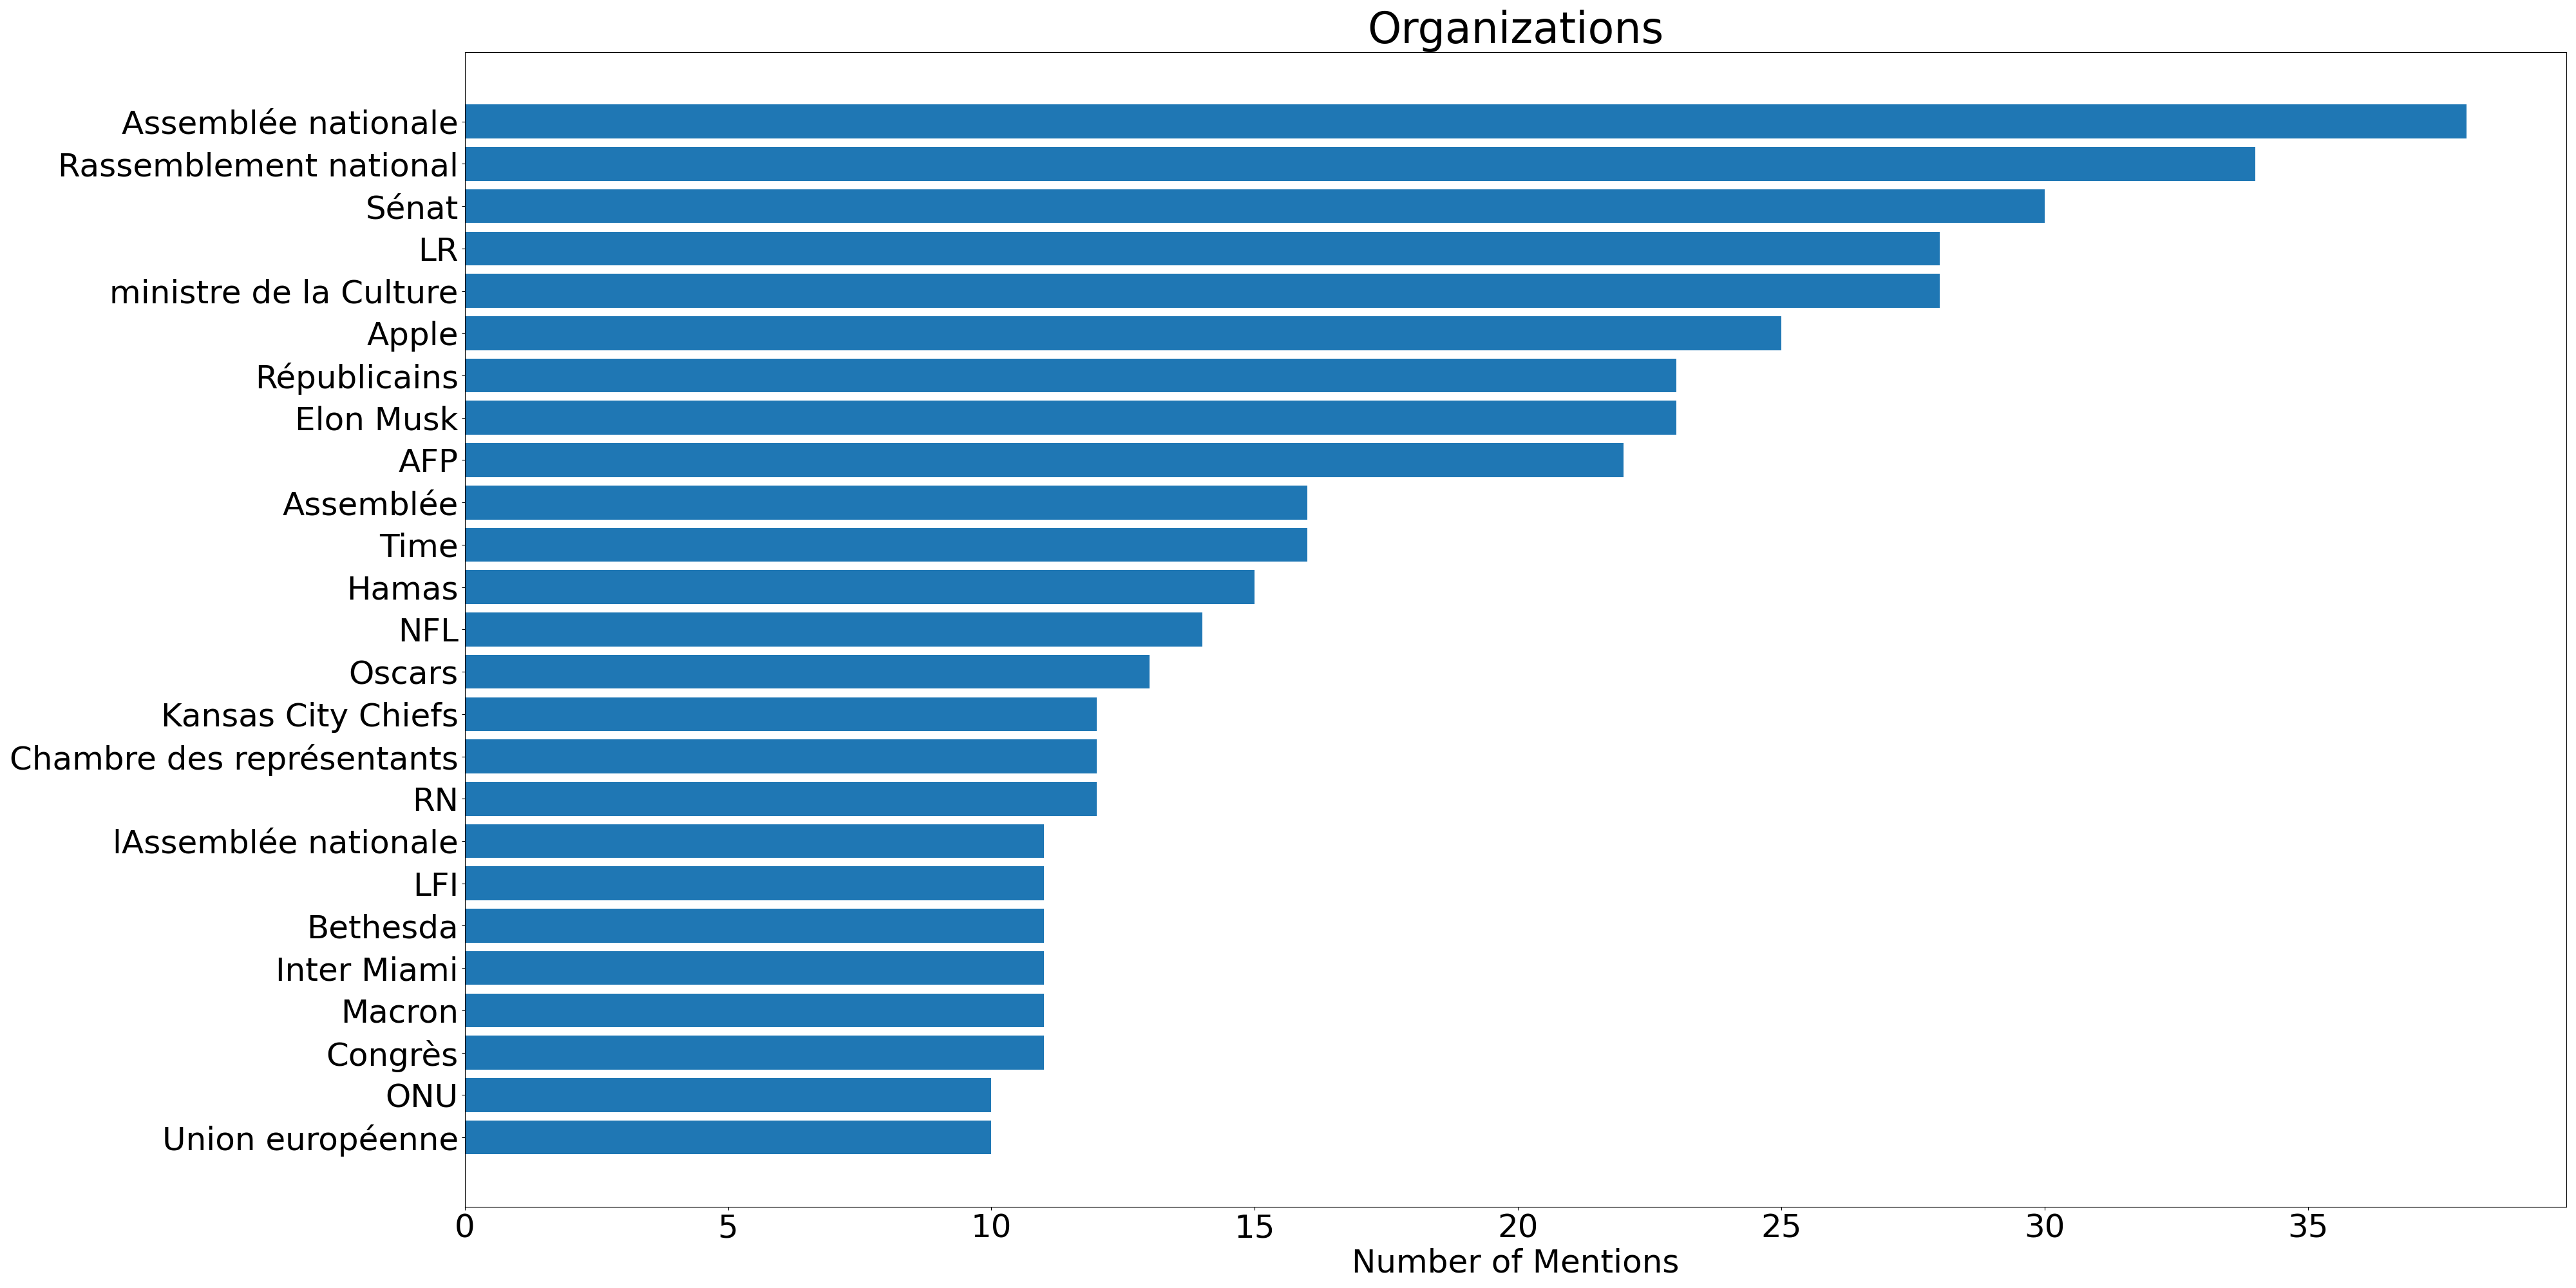 Organizations
Assemblée nationale
Rassemblement national
Sénat
LR
ministre de la Culture
Apple
Républicains
Elon Musk
AFP
Assemblée
Time
Hamas
NFL
Oscars
Kansas City Chiefs
Chambre des représentants
RN
lAssemblée nationale
LFI
Bethesda
Inter Miami
Macron
Congrès
ONU
Union européenne
0 5 10 15 20 25 30 35
Number of Mentions